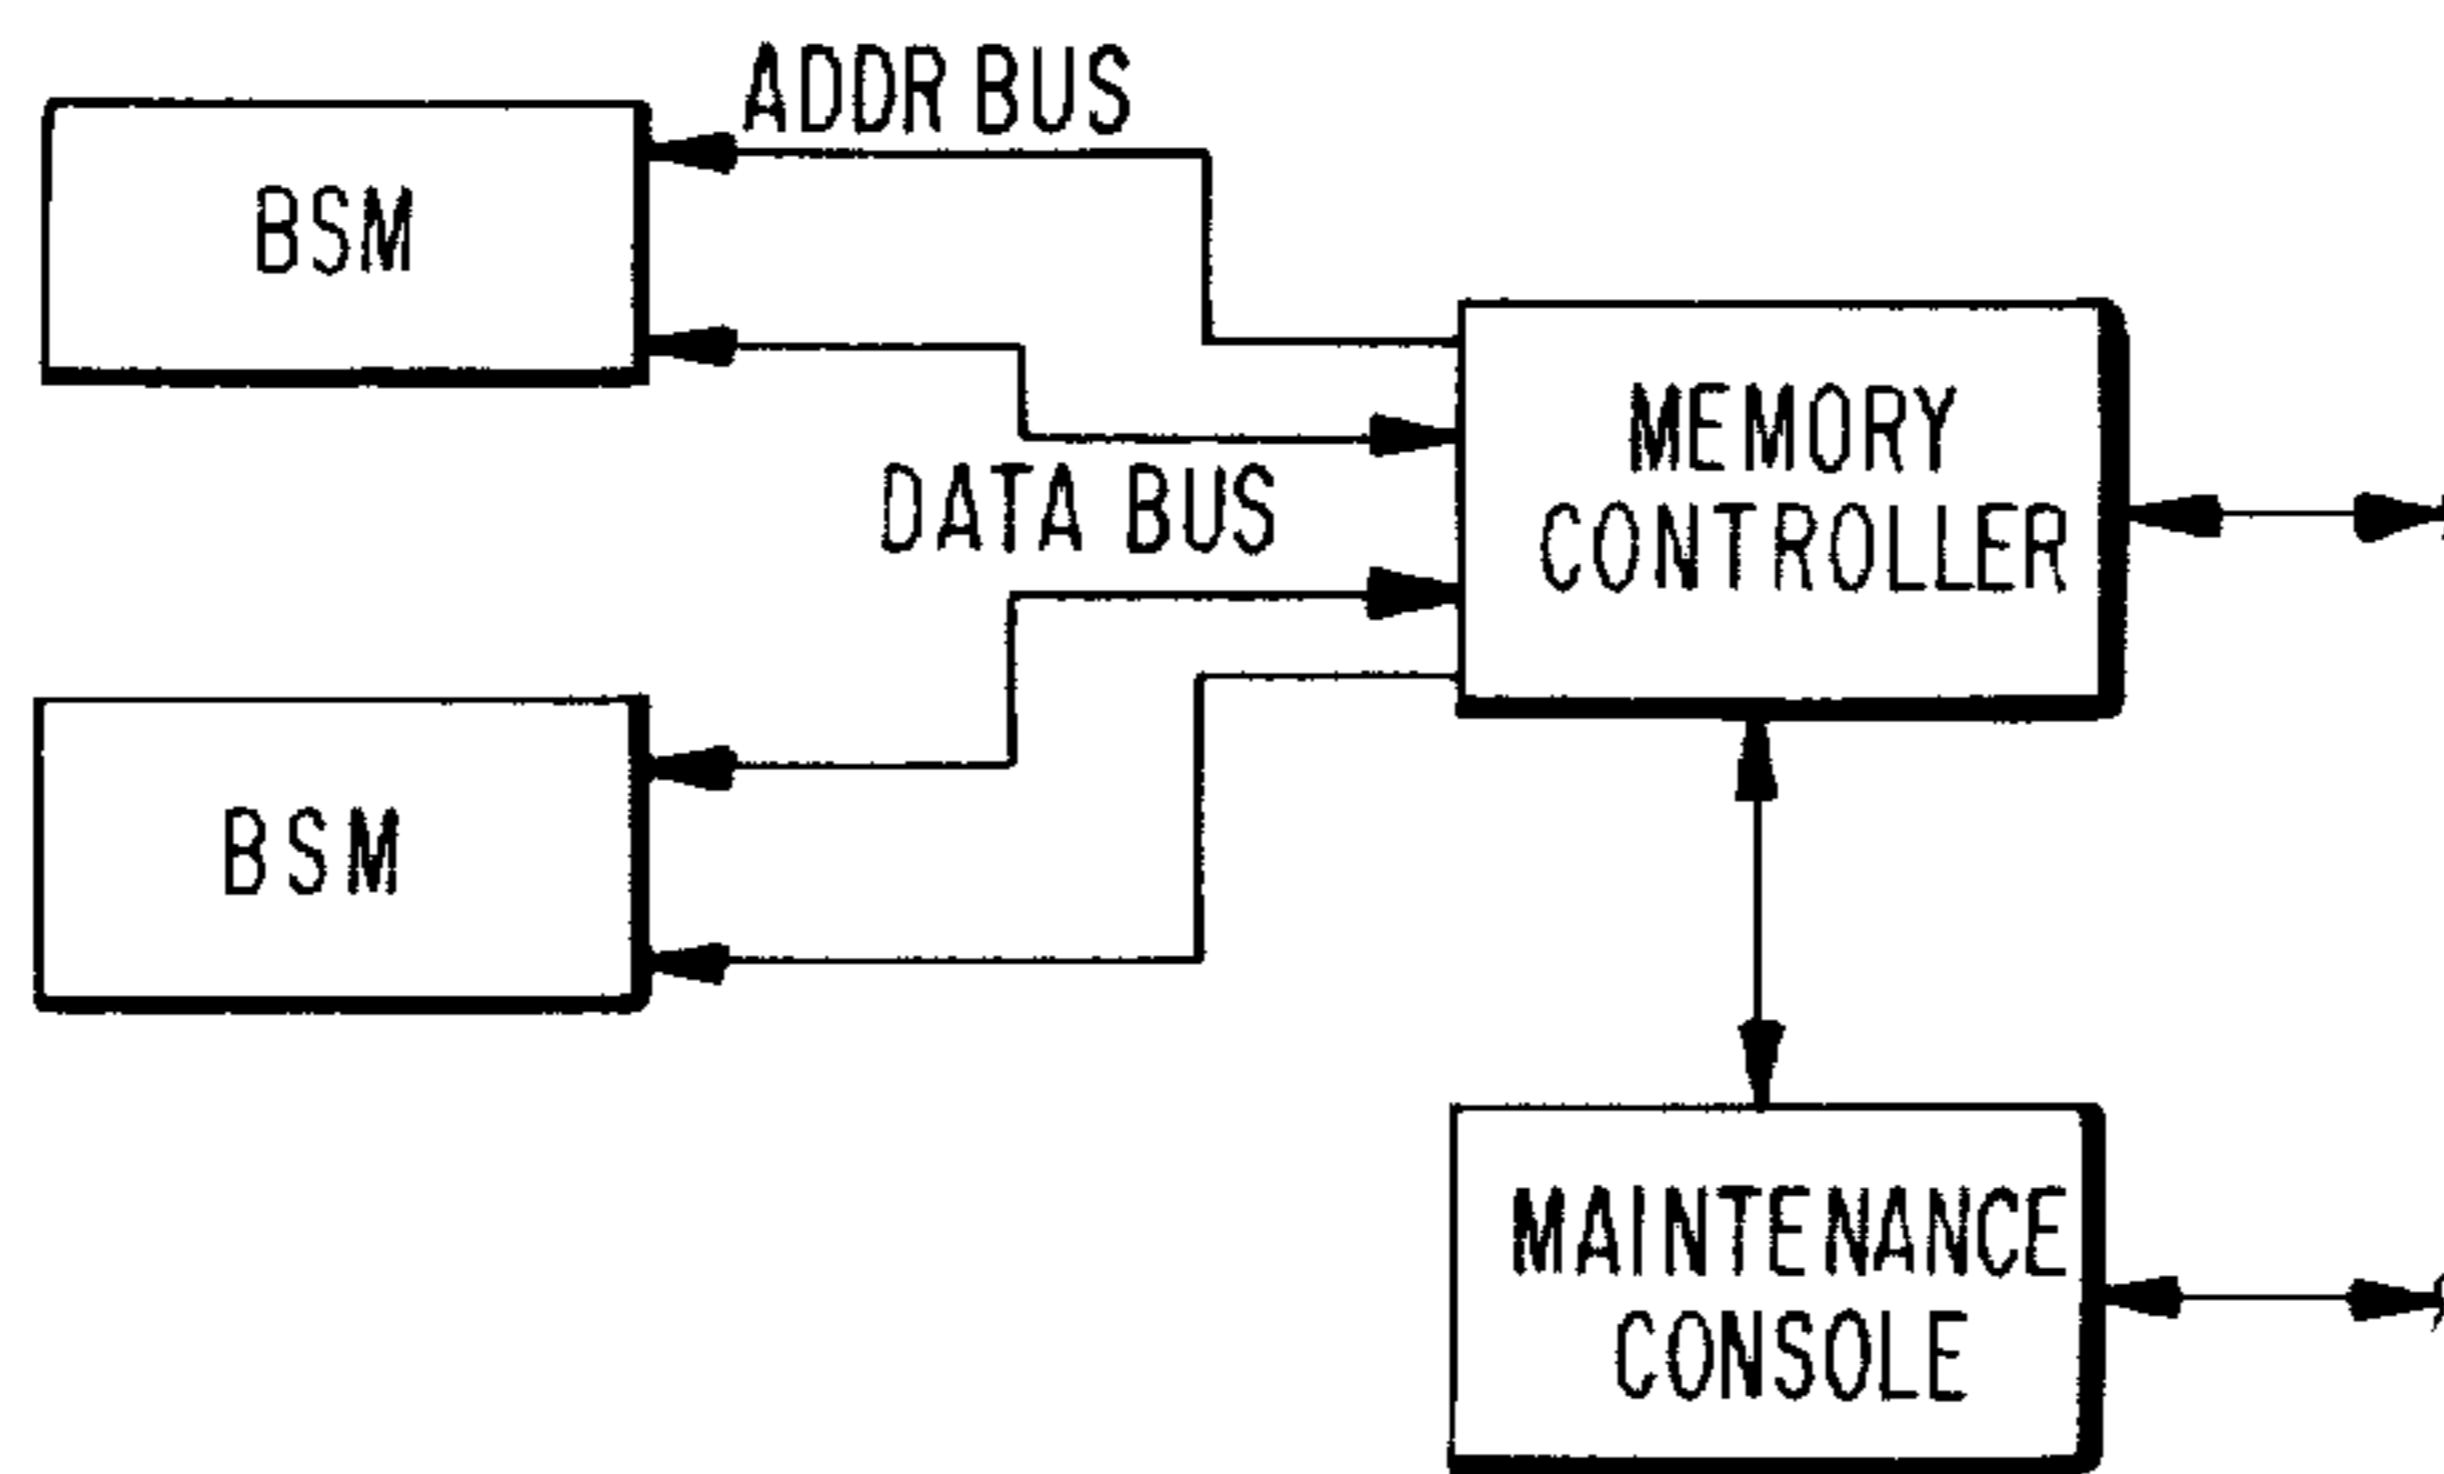 ADDR BUS
BSM
MEMORY
CONTROLLER
DATA BUS
BSM
MAINTENANCE
CONSOLE